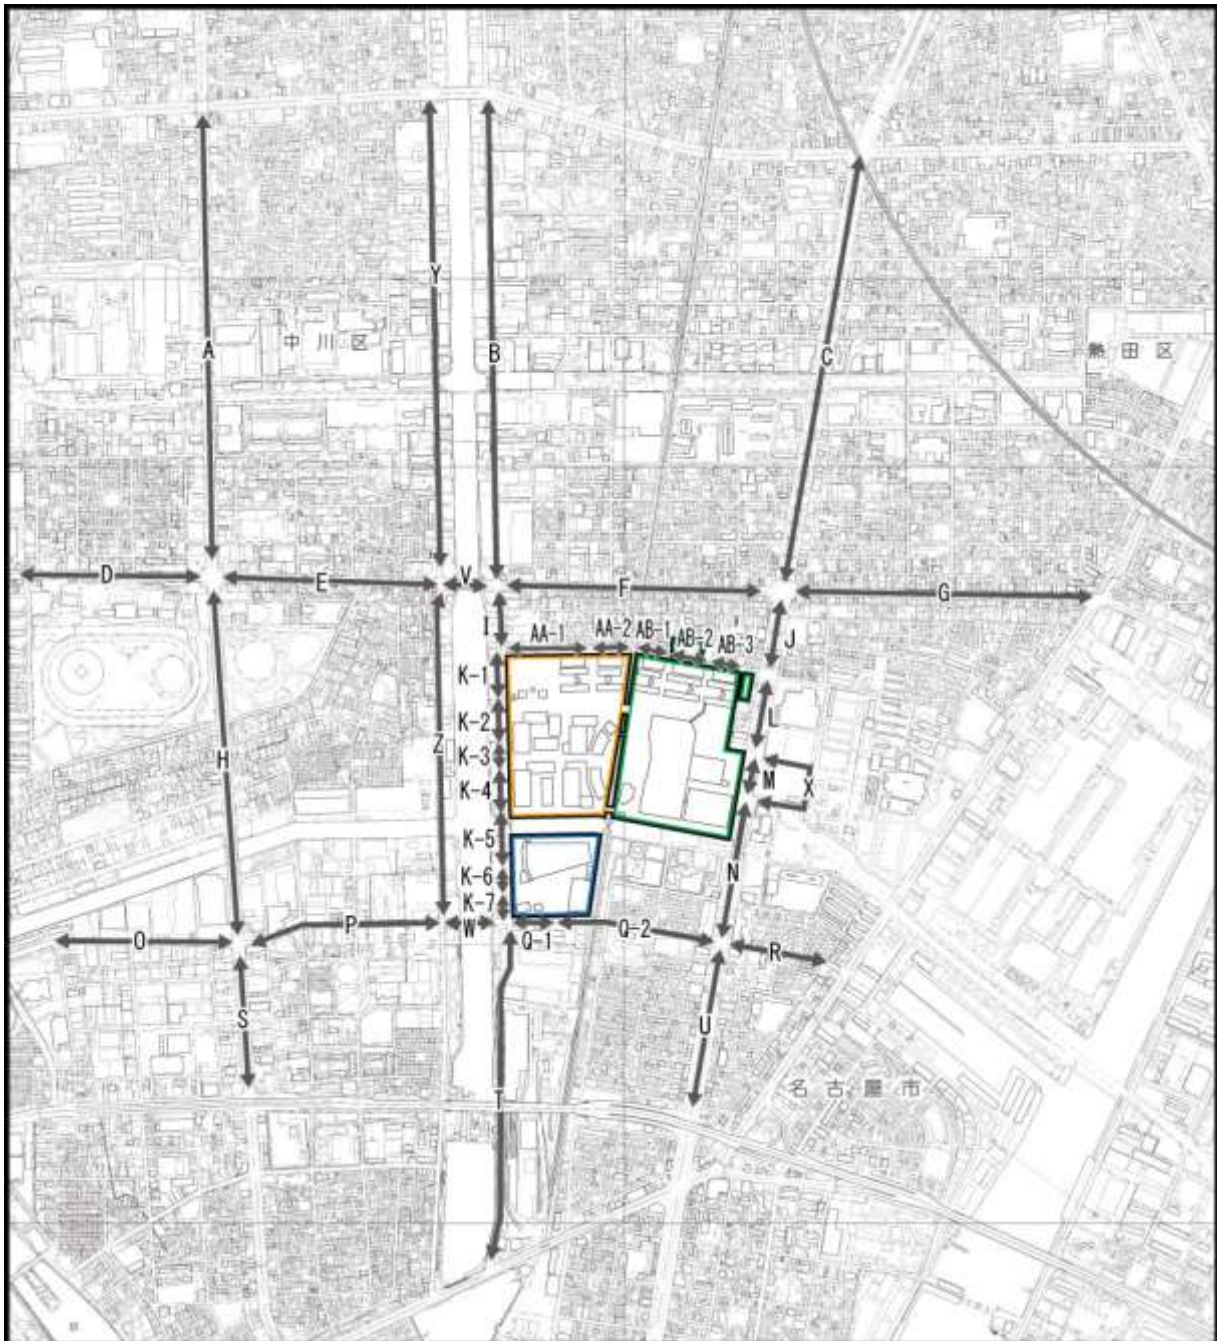 Y
A
中川区
B
C
熱田区
D
E
V
F
G
I
AA-1
AA-2
AB-1
AB-2
AB-3
J
K-1
K-2
L
H
Z
K-3
M
X
K-4
K-5
N
K-6
K-7
O
P
W
Q-1
Q-2
R
S
U
T
名古屋市